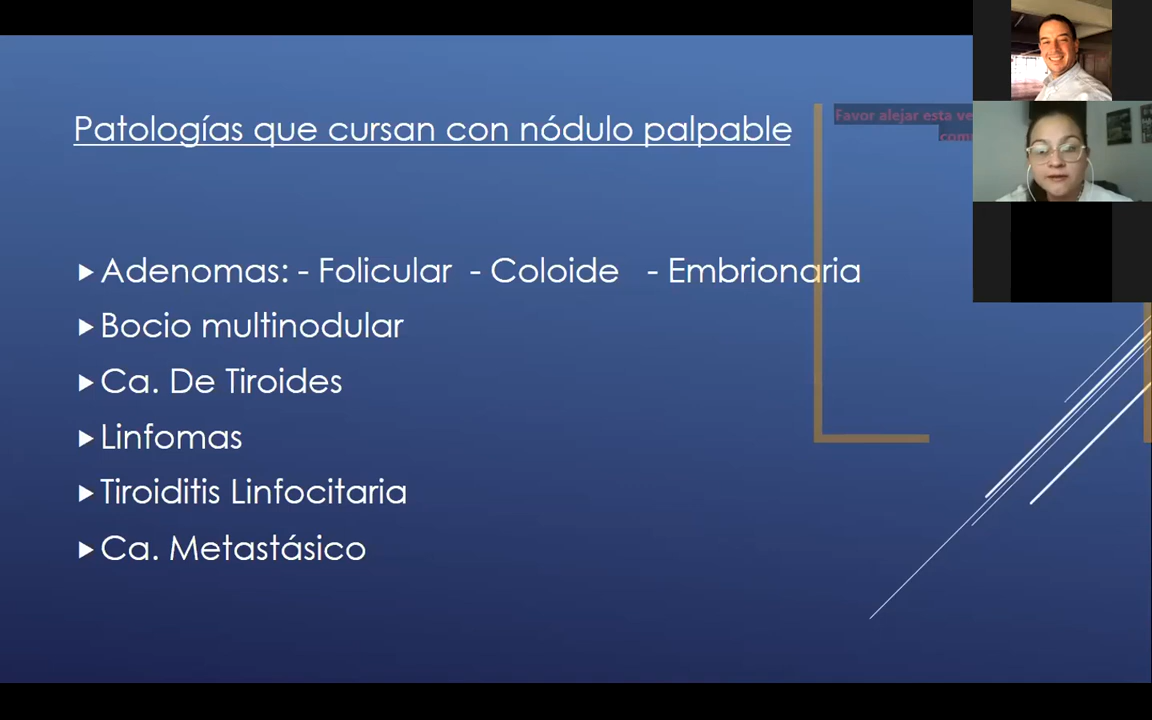 Patologías que cursan con nódulo palpable
Favor alejar esta
Adenomas: - Folicular - Coloide - Embrionaria
Bocio multinodular
Ca. De Tiroides
Linfomas
Tiroiditis Linfocitaria
Ca. Metastásico